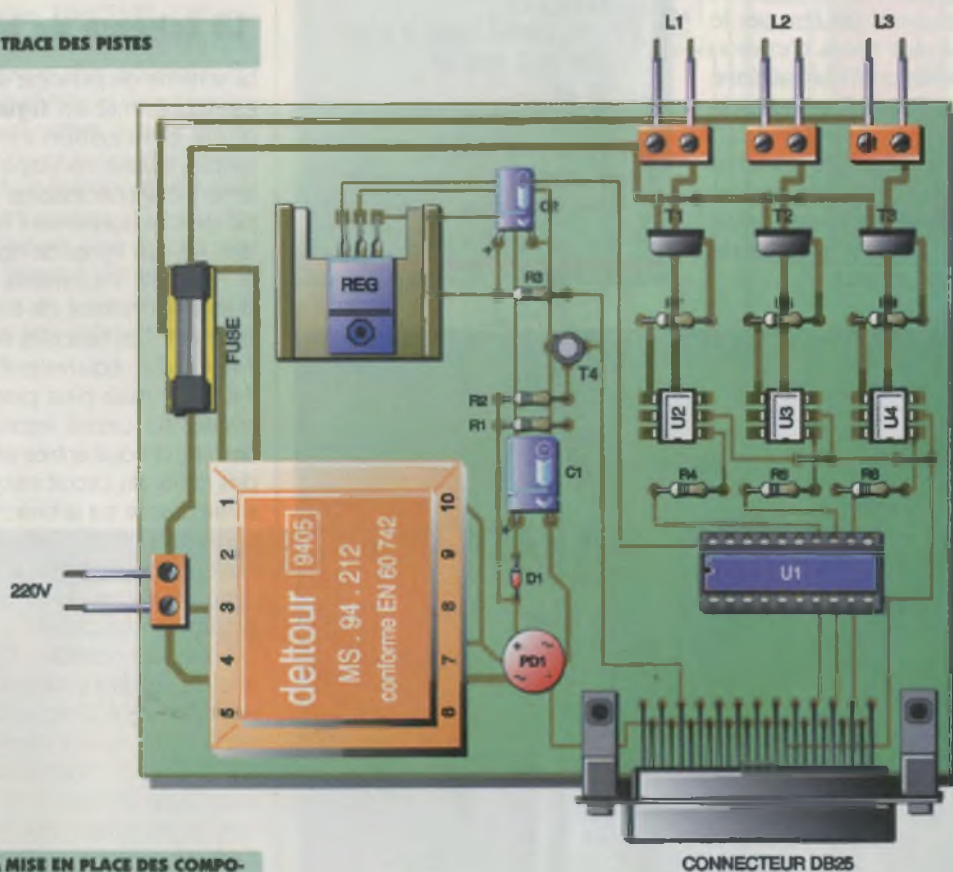 TRACE DES PISTES
L1 L2 L3
T1 T2 T3
REG
R3
FUSE
T4
R2
R1
C1
U2 U3 U4
R4 R5 R6
1 2 3 4 5
10 9 8 7 6
deltour 9405
MS . 94 . 212
conforme EN 60 742
220V
D1
PD1
U1
MISE EN PLACE DES COMPO-
CONNECTEUR DB25